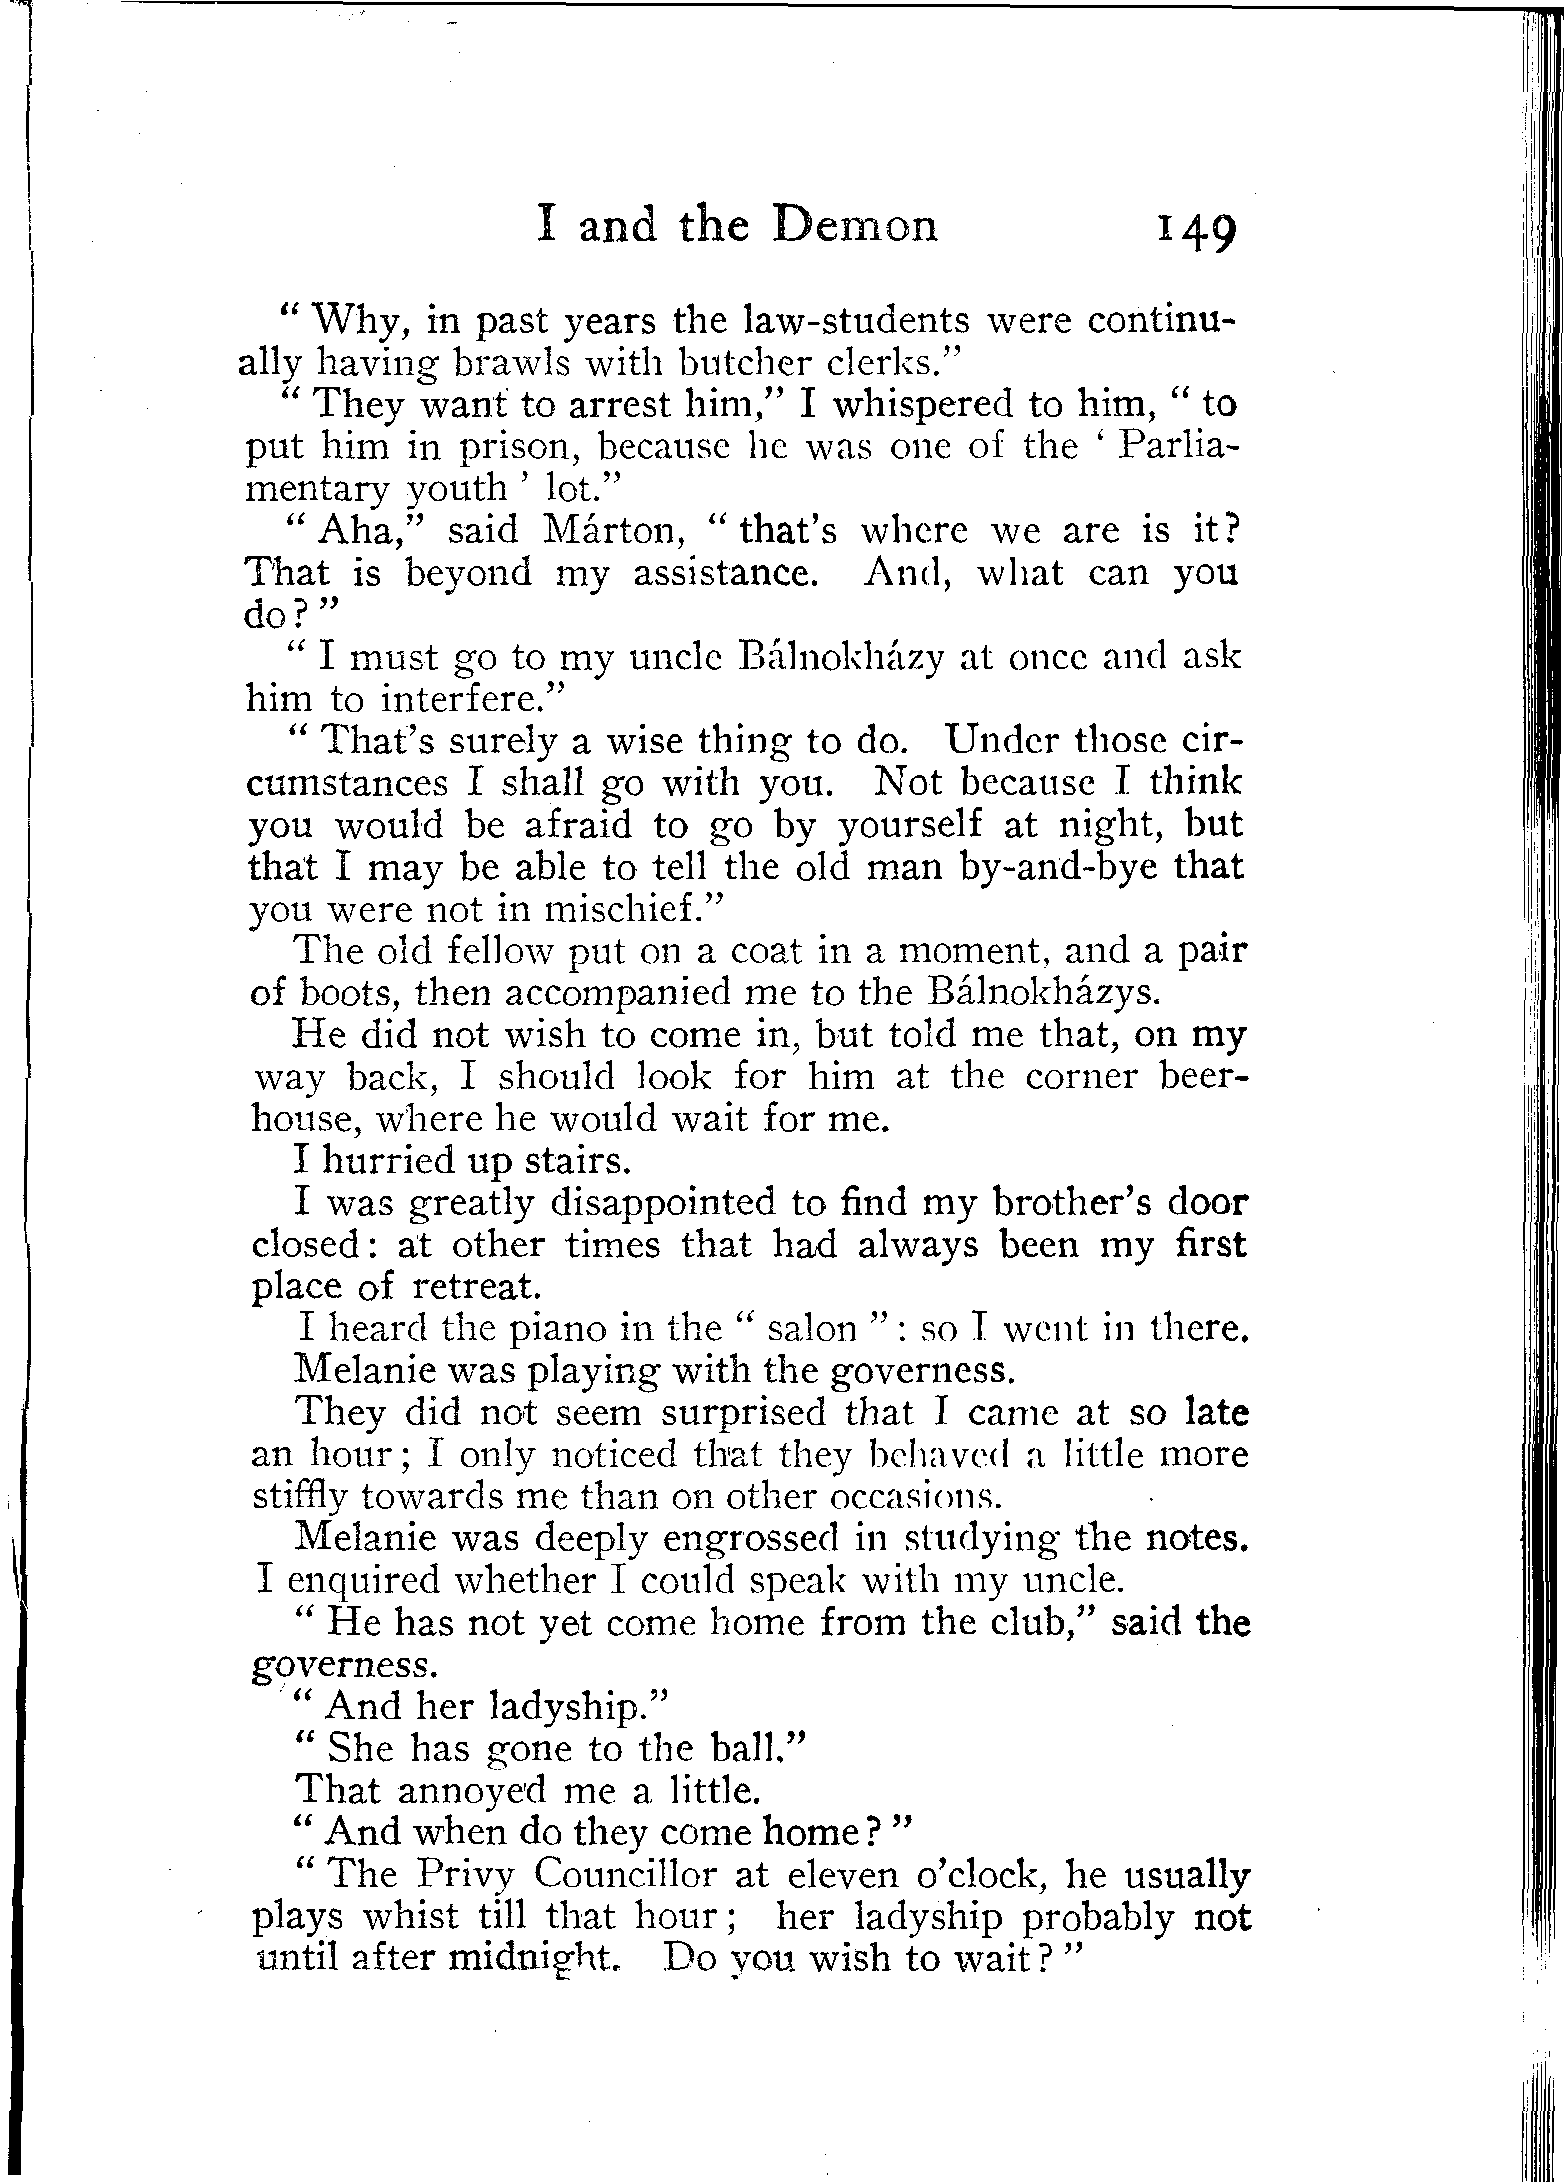 I and the Demon 149
“ Why, in past years the law-students were continu-
ally having brawls with butcher clerks.”
“ They want to arrest him,” I whispered to him, “ to
put him in prison, because he was one of the ‘ Parlia-
mentary youth ’ lot.”
“ Aha,” said Márton, “ that’s where we are is it?
That is beyond my assistance. And, what can you
do? ”
“ I must go to my uncle Bálnokházy at once and ask
him to interfere.”
“ That’s surely a wise thing to do. Under those cir-
cumstances I shall go with you. Not because I think
you would be afraid to go by yourself at night, but
that I may be able to tell the old man by-and-bye that
you were not in mischief.”
The old fellow put on a coat in a moment, and a pair
of boots, then accompanied me to the Bálnokházys.
He did not wish to come in, but told me that, on my
way back, I should look for him at the corner beer-
house, where he would wait for me.
I hurried up stairs.
I was greatly disappointed to find my brother’s door
closed: at other times that had always been my first
place of retreat.
I heard the piano in the “ salon ”: so I went in there.
Melanie was playing with the governess.
They did not seem surprised that I came at so late
an hour; I only noticed that they behaved a little more
stiffly towards me than on other occasions.
Melanie was deeply engrossed in studying the notes.
I enquired whether I could speak with my uncle.
“ He has not yet come home from the club,” said the
governess.
“ And her ladyship.”
“ She has gone to the ball.”
That annoyed me a little.
“ And when do they come home? ”
“ The Privy Councillor at eleven o’clock, he usually
plays whist till that hour; her ladyship probably not
until after midnight. Do you wish to wait? ”